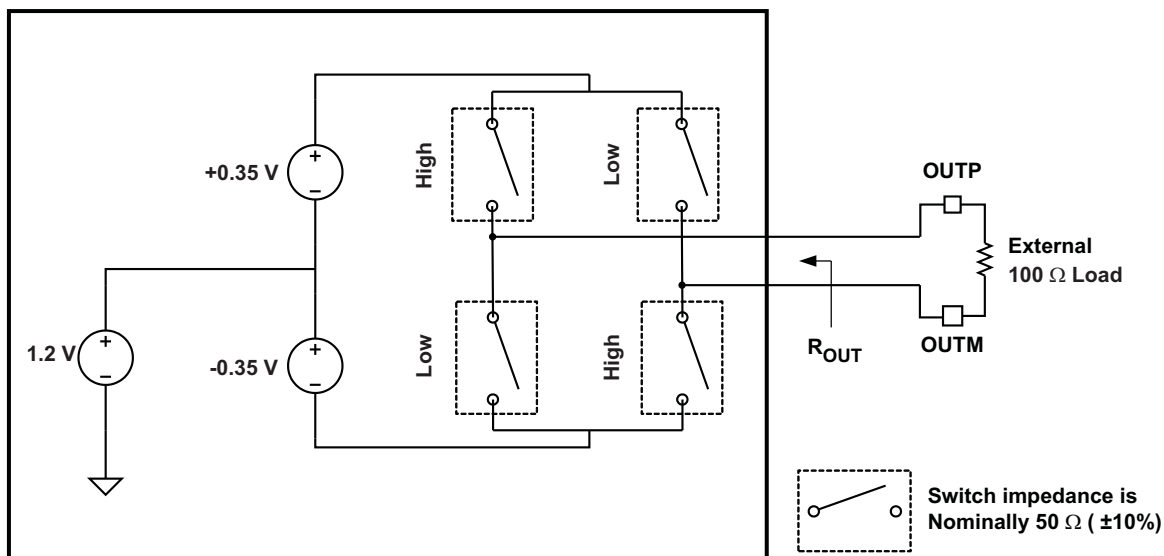 High
Low
+0.35 V
+
−
OUTP
External
100 Ω Load
1.2 V
+
−
-0.35 V
+
−
Low
High
R_OUT
OUTM
Switch impedance is
Nominally 50 Ω ( ±10%)